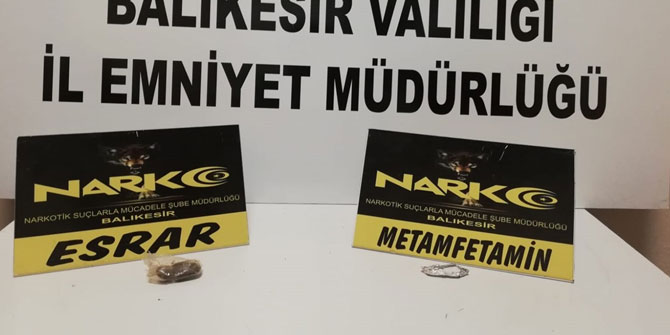 BALIKESİR VALİLİĞİ
İL EMNİYET MÜDÜRLÜĞÜ
NARKO
NARKOTİK SUÇLARLA MÜCADELE ŞUBE MÜDÜRLÜĞÜ
BALIKESİR
ESRAR
NARKO
NARKOTİK SUÇLARLA MÜCADELE ŞUBE MÜDÜRLÜĞÜ
BALIKESİR
METAMFETAMİN